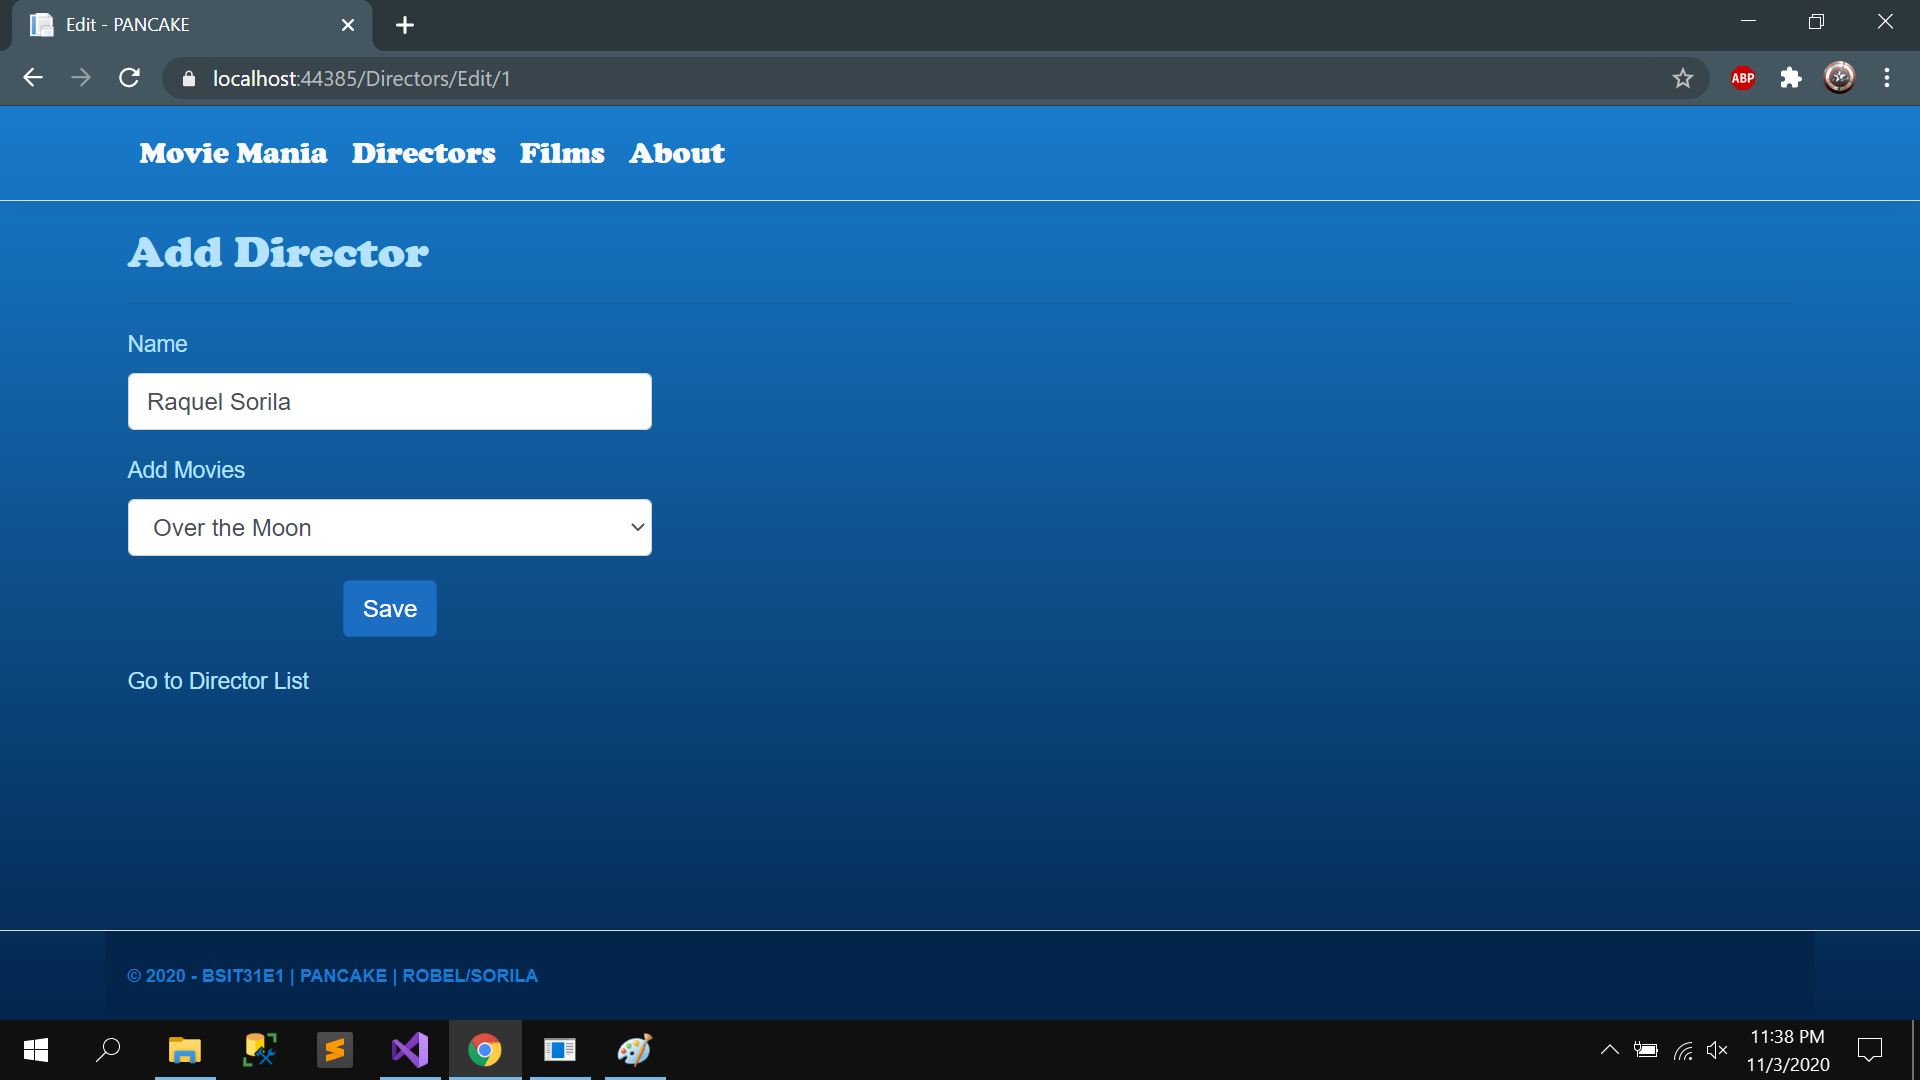 Edit - PANCAKE
localhost:44385/Directors/Edit/1
ABP
Movie Mania Directors Films About
Add Director
Name
Raquel Sorila
Add Movies
Over the Moon
Save
Go to Director List
© 2020 - BSIT31E1 | PANCAKE | ROBEL/SORILA
11:38 PM
11/3/2020